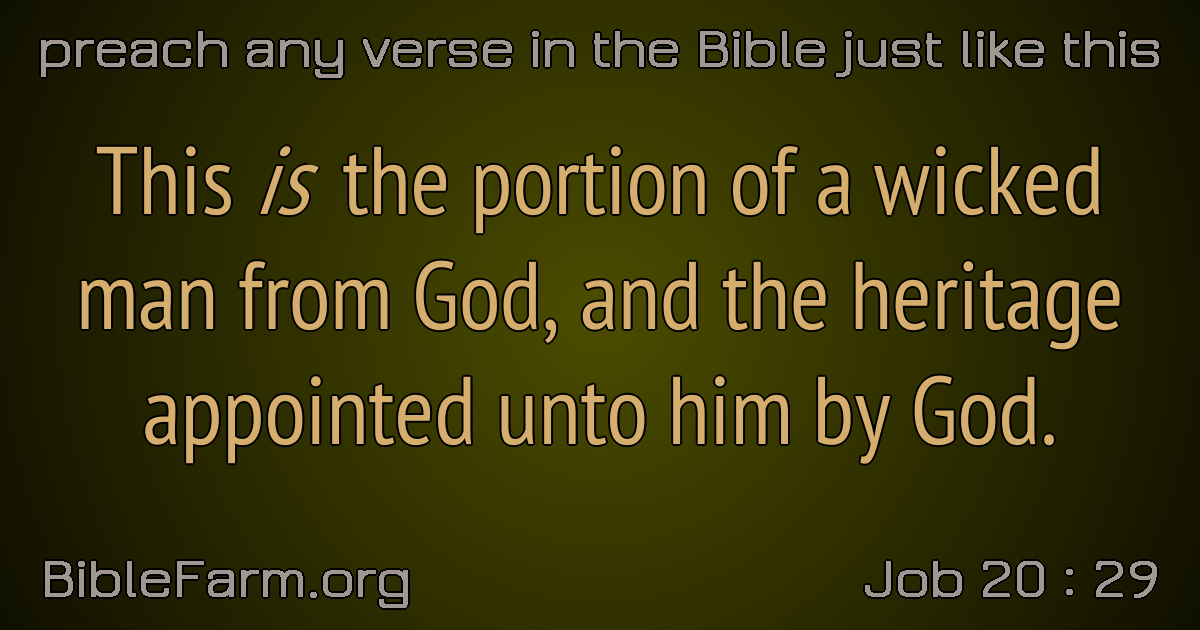 preach any verse in the Bible just like this
This is the portion of a wicked
man from God, and the heritage
appointed unto him by God.
BibleFarm.org
Job 20 : 29